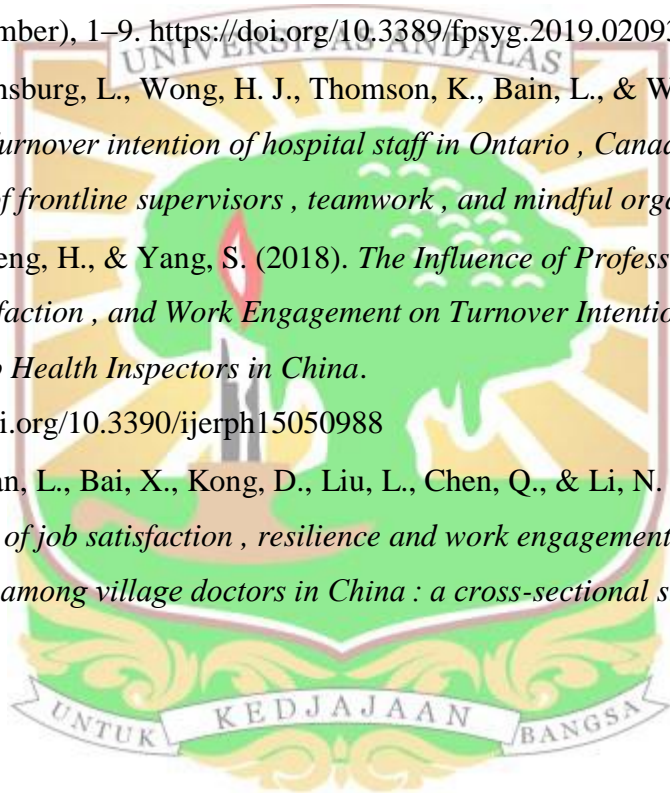 mber), 1–9. https://doi.org/10.3389/fpsyg.2019.0209
UNIVERSITAS ANDALAS
nsburg, L., Wong, H. J., Thomson, K., Bain, L., & W
urnover intention of hospital staff in Ontario , Canad
of frontline supervisors , teamwork , and mindful orga
eng, H., & Yang, S. (2018). The Influence of Profess
faction , and Work Engagement on Turnover Intentio
Health Inspectors in China.
i.org/10.3390/ijerph15050988
an, L., Bai, X., Kong, D., Liu, L., Chen, Q., & Li, N.
of job satisfaction , resilience and work engagement
among village doctors in China : a cross-sectional s
UNTUK KEDJAJAAN BANGSA